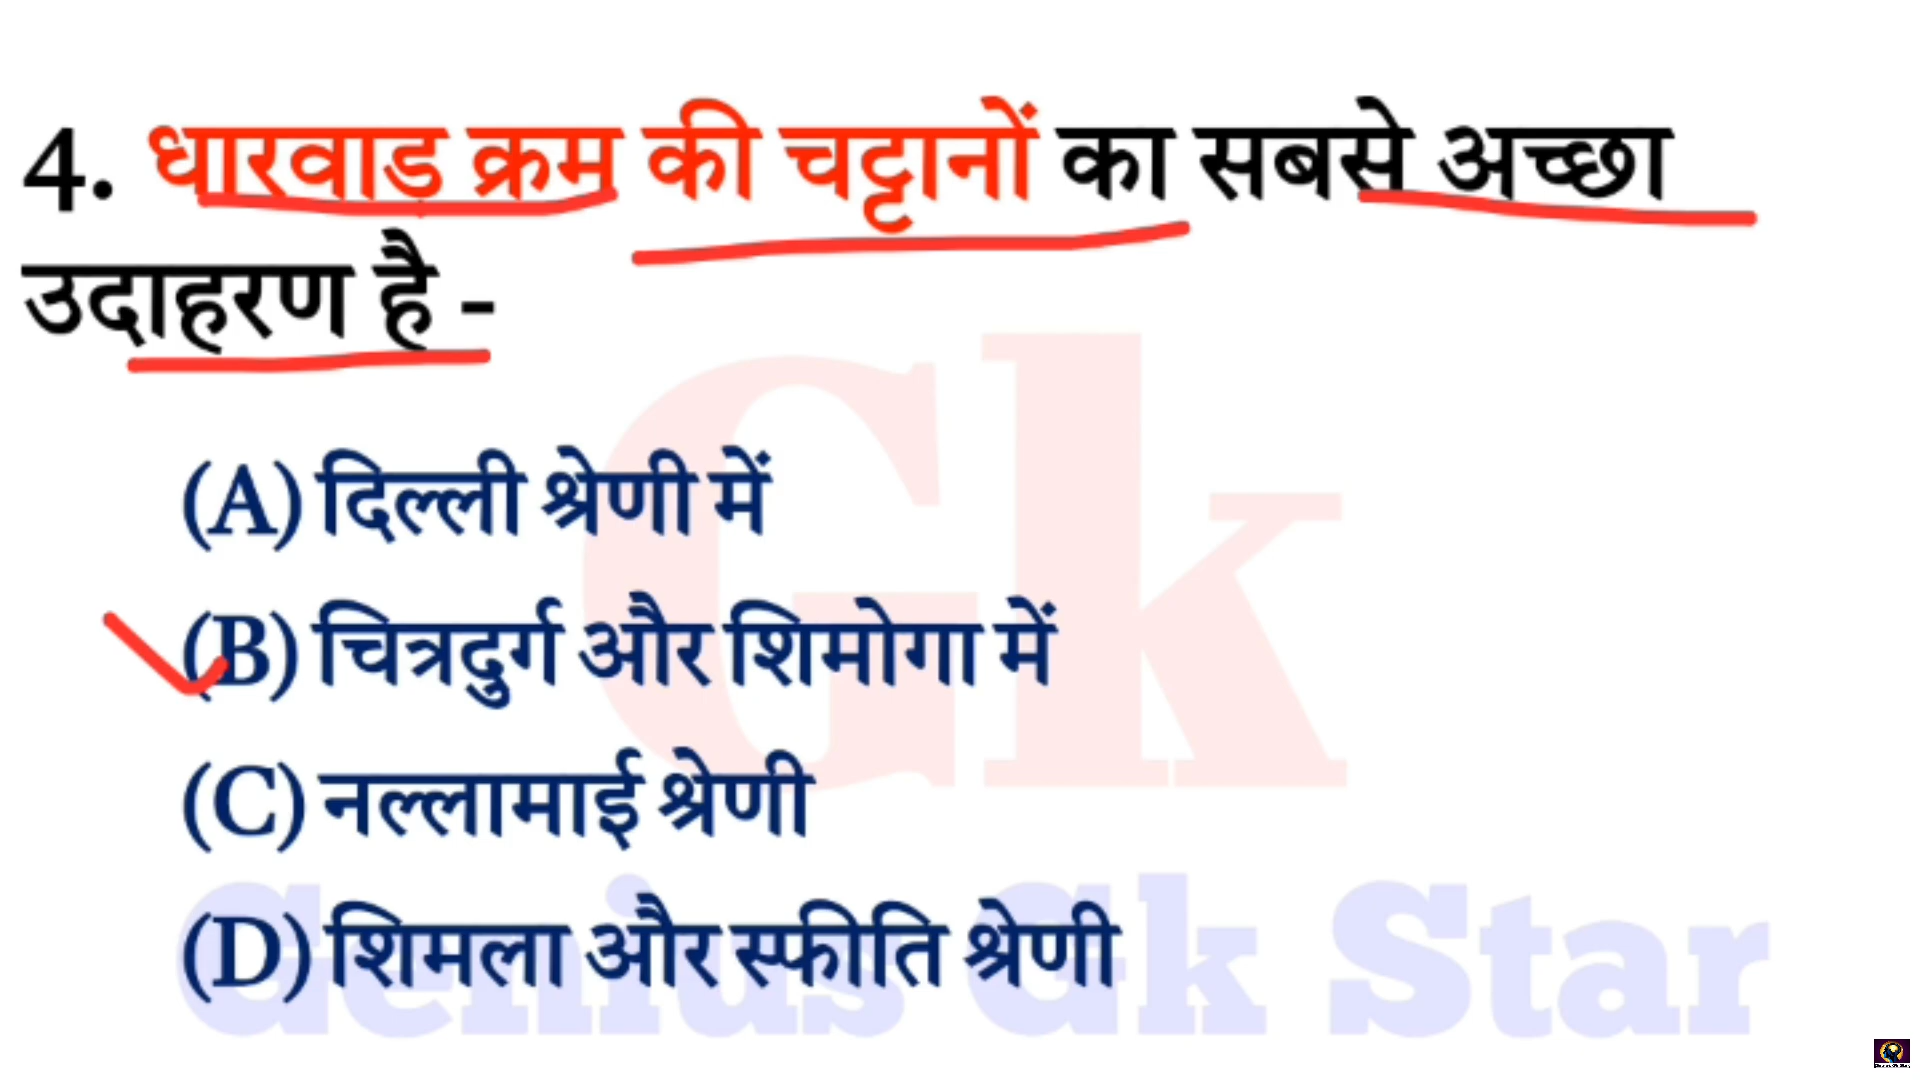 4. धारवाड़ क्रम की चट्टानों का सबसे अच्छा
उदाहरण है -
(A) दिल्ली श्रेणी में
(B) चित्रदुर्ग और शिमोगा में
(C) नल्लामाई श्रेणी
(D) शिमला और स्फीति श्रेणी
Gk
Genius Gk Star